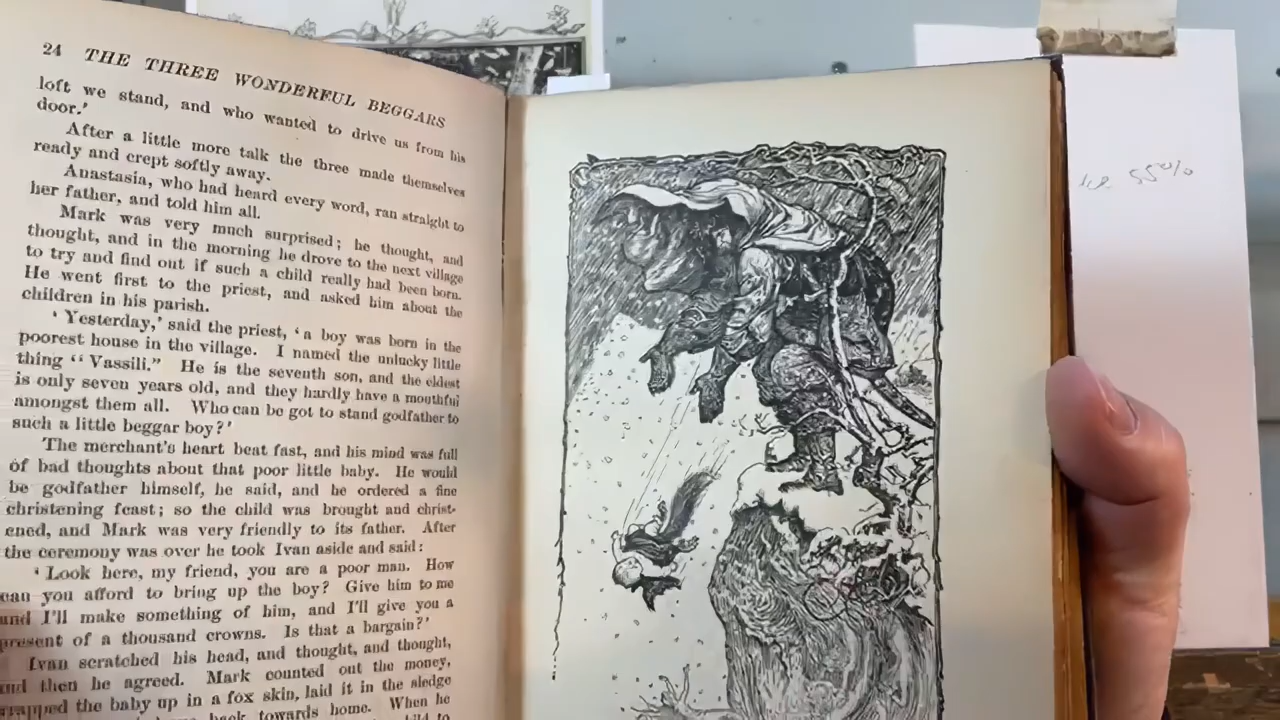 24 THE THREE WONDERFUL BEGGARS
loft we stand, and who wanted to drive us from his
door.'
After a little more talk the three made themselves
ready and crept softly away.
Anastasia, who had heard every word, ran straight to
her father, and told him all.
Mark was very much surprised; he thought, and
thought, and in the morning he drove to the next village
to try and find out if such a child really had been born.
He went first to the priest, and asked him about the
children in his parish.
'Yesterday,' said the priest, 'a boy was born in the
poorest house in the village. I named the unlucky little
thing "Vassili." He is the seventh son, and the eldest
is only seven years old, and they hardly have a mouthful
amongst them all. Who can be got to stand godfather to
such a little beggar boy?'
The merchant's heart beat fast, and his mind was full
of bad thoughts about that poor little baby. He would
be godfather himself, he said, and he ordered a fine
christening feast; so the child was brought and christ-
ened, and Mark was very friendly to its father. After
the ceremony was over he took Ivan aside and said:
'Look here, my friend, you are a poor man. How
can you afford to bring up the boy? Give him to me
and I'll make something of him, and I'll give you a
present of a thousand crowns. Is that a bargain?'
Ivan scratched his head, and thought, and thought,
and then he agreed. Mark counted out the money,
wrapped the baby up in a fox skin, laid it in the sledge
back towards home. When he
55%